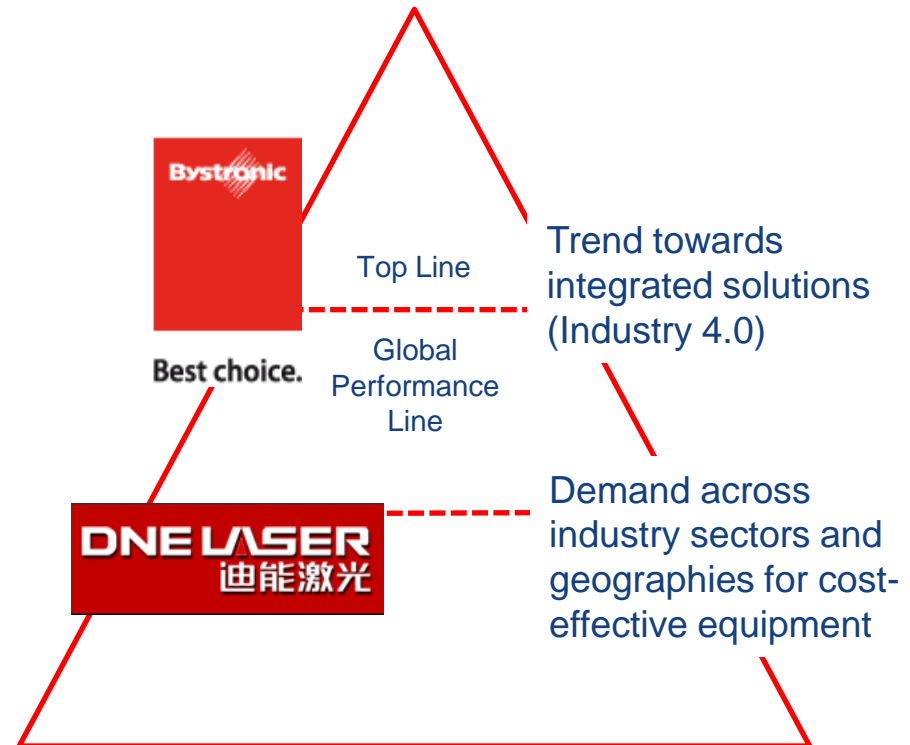 Bystronic
Best choice.
Top Line
Global
Performance
Line
Trend towards
integrated solutions
(Industry 4.0)
DNE LASER
迪能激光
Demand across
industry sectors and
geographies for cost-
effective equipment